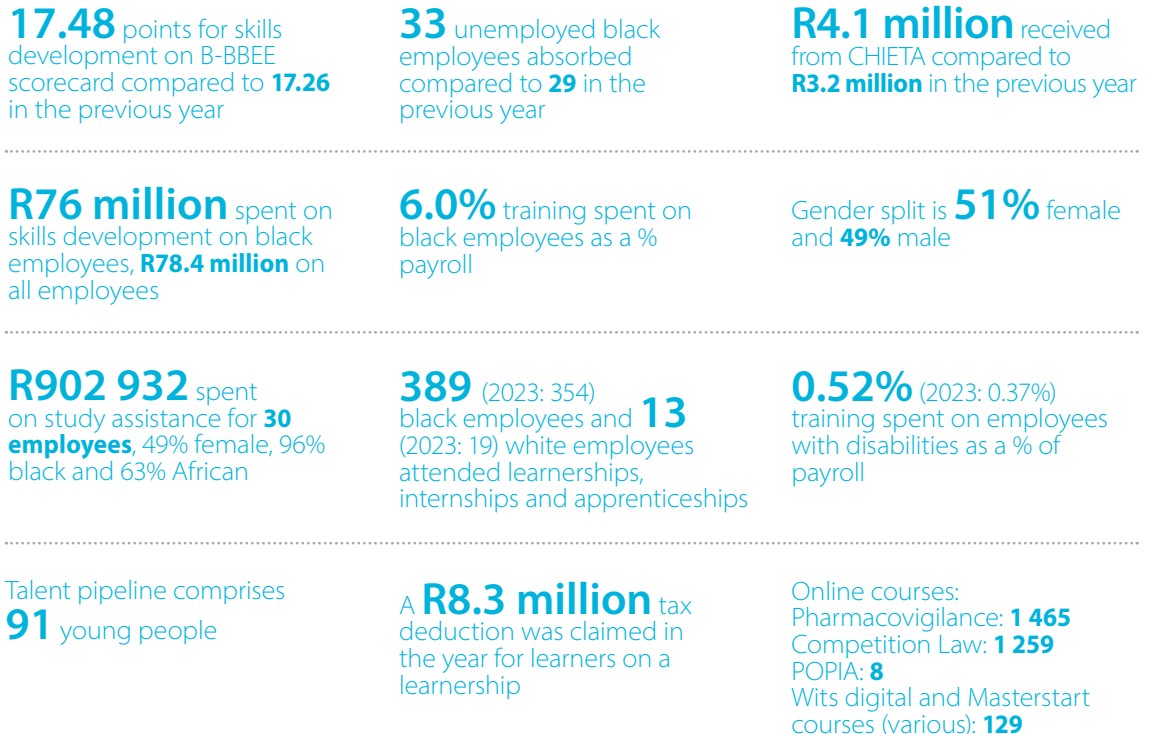 17.48 points for skills
development on B-BBEE
scorecard compared to 17.26
in the previous year
33 unemployed black
employees absorbed
compared to 29 in the
previous year
R4.1 million received
from CHIETA compared to
R3.2 million in the previous year
R76 million spent on
skills development on black
employees, R78.4 million on
all employees
6.0% training spent on
black employees as a %
payroll
Gender split is 51% female
and 49% male
R902 932 spent
on study assistance for 30
employees, 49% female, 96%
black and 63% African
389 (2023: 354)
black employees and 13
(2023: 19) white employees
attended learnerships,
internships and apprenticeships
0.52% (2023: 0.37%)
training spent on employees
with disabilities as a % of
payroll
Talent pipeline comprises
91 young people
A R8.3 million tax
deduction was claimed in
the year for learners on a
learnership
Online courses:
Pharmacovigilance: 1 465
Competition Law: 1 259
POPIA: 8
Wits digital and Masterstart
courses (various): 129